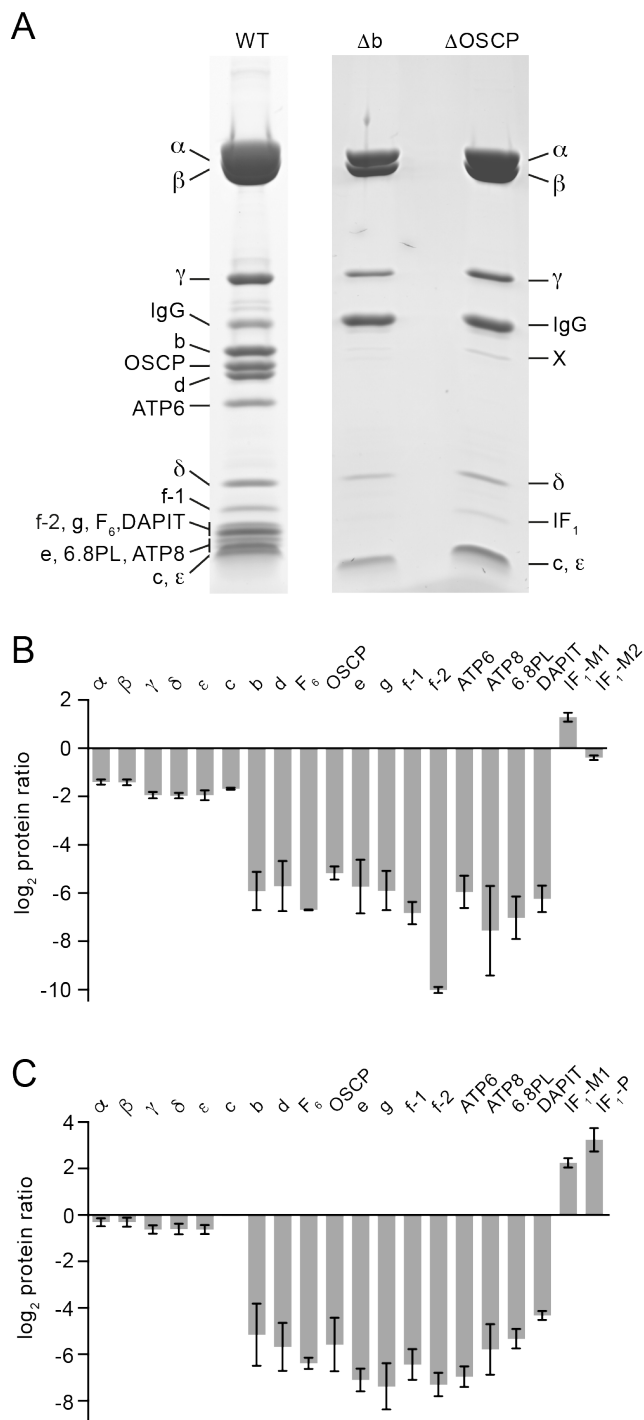 A
WT Δb ΔOSCP
α
β
γ
IgG
b
OSCP
d
ATP6
δ
f-1
f-2, g, F₆,DAPIT
e, 6.8PL, ATP8
c, ε
α
β
γ
IgG
X
δ
IF₁
c, ε
B
α β γ δ ε c b d F₆ OSCP e g f-1 f-2 ATP6 ATP8 6.8PL DAPIT IF₁-M1 IF₁-M2
log₂ protein ratio
2
0
-2
-4
-6
-8
-10
C
α β γ δ ε c b d F₆ OSCP e g f-1 f-2 ATP6 ATP8 6.8PL DAPIT IF₁-M1 IF₁-P
log₂ protein ratio
4
2
0
-2
-4
-6
-8